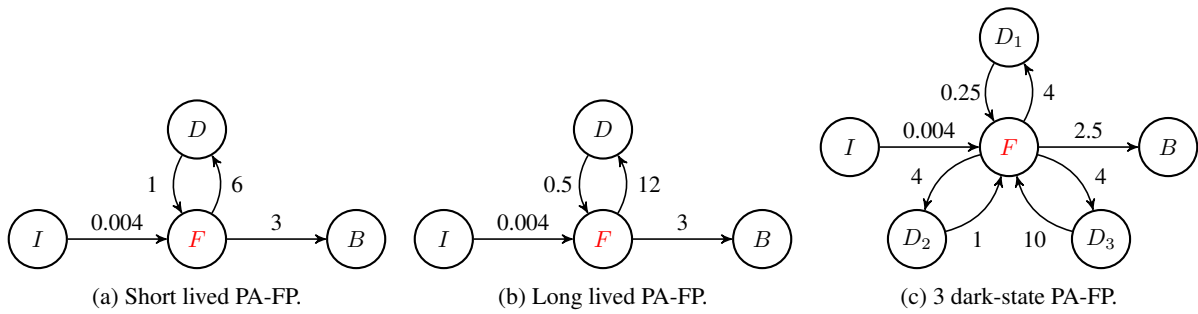 D₁
0.25
4
D
I
0.004
F
2.5
B
1
6
I
0.004
F
3
B
D
0.5
12
I
0.004
F
3
B
4
4
D₂
1
10
D₃
(a) Short lived PA-FP.
(b) Long lived PA-FP.
(c) 3 dark-state PA-FP.